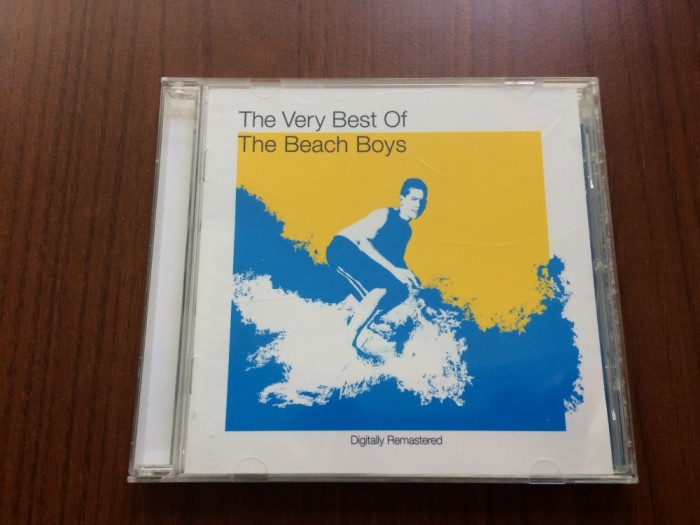 The Very Best Of
The Beach Boys
Digitally Remastered